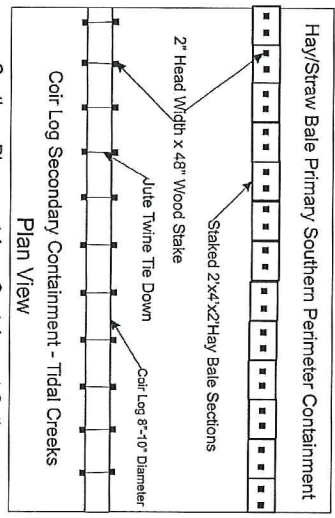 Hay/Straw Bale Primary Southern Perimeter Containment
Staked 2'x4'x2'Hay Bale Sections
2" Head Width x 48" Wood Stake
Jute Twine Tie Down
Coir Log 8"-10" Diameter
Coir Log Secondary Containment - Tidal Creeks
Plan View